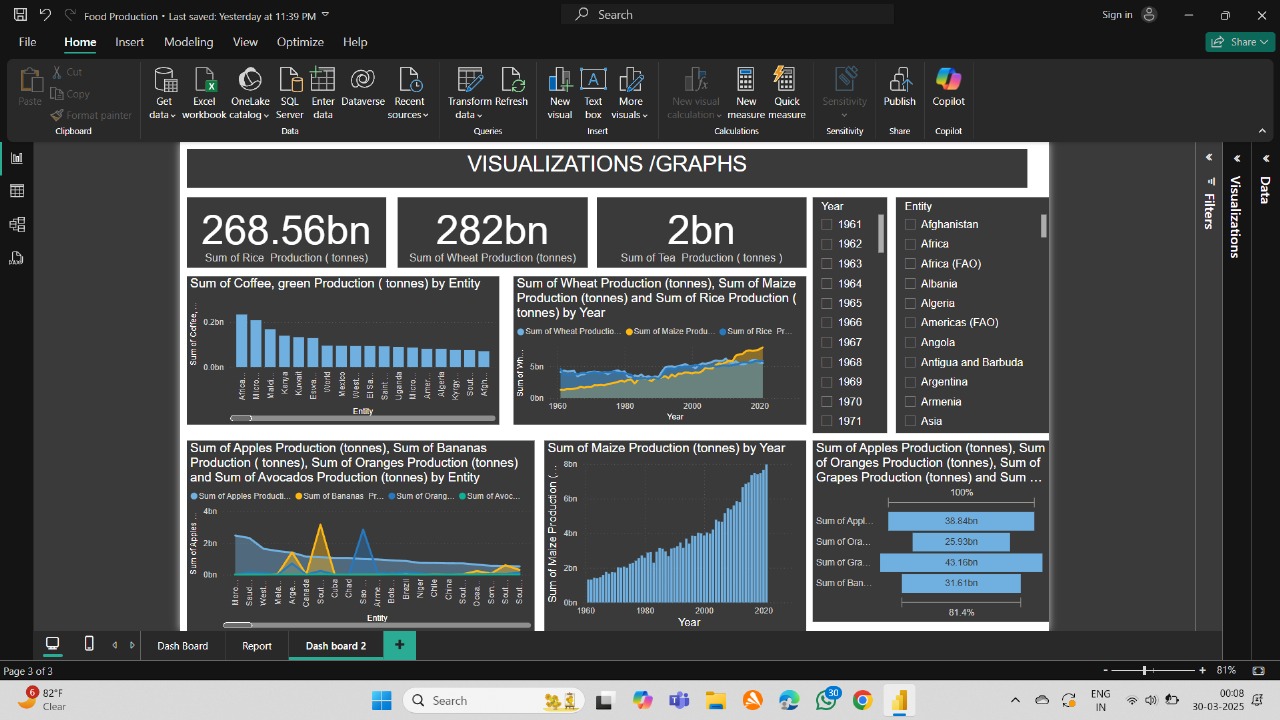 Food Production • Last saved: Yesterday at 11:39 PM
Search
Sign in
File Home Insert Modeling View Optimize Help
Share
Paste
Cut
Copy
Format painter
Clipboard
Get data
Excel workbook
OneLake catalog
SQL Server
Enter data
Dataverse
Recent sources
Data
Transform data
Refresh
Queries
New visual
Text box
More visuals
Insert
New visual calculation
New measure
Quick measure
Calculations
Sensitivity
Sensitivity
Publish
Share
Copilot
Copilot
VISUALIZATIONS /GRAPHS
268.56bn
Sum of Rice Production ( tonnes)
282bn
Sum of Wheat Production (tonnes)
2bn
Sum of Tea Production ( tonnes )
Year
1961
1962
1963
1964
1965
1966
1967
1968
1969
1970
1971
Entity
Afghanistan
Africa
Africa (FAO)
Albania
Algeria
Americas (FAO)
Angola
Antigua and Barbuda
Argentina
Armenia
Asia
Filters
Visualizations
Data
Sum of Coffee, green Production ( tonnes) by Entity
Sum of Coffee,...
0.2bn
0.0bn
Africa... Micro... Midd... Kenya Kuwait Eswa... World Mexico West... El Sa... Saint... Uganda Micro... Amer... Algeria Kyrgy... Sout... Afgh...
Entity
Sum of Wheat Production (tonnes), Sum of Maize
Production (tonnes) and Sum of Rice Production (
tonnes) by Year
Sum of Wheat Productio... Sum of Maize Produ... Sum of Rice Pr...
Sum of Wh...
5bn
0bn
1960 1980 2000 2020
Year
Sum of Apples Production (tonnes), Sum of Bananas
Production ( tonnes), Sum of Oranges Production (tonnes)
and Sum of Avocados Production (tonnes) by Entity
Sum of Apples Producti... Sum of Bananas Pr... Sum of Orang... Sum of Avoc...
Sum of Apples ...
4bn
2bn
0bn
Moro... Saud... West... Arge... Canada Sout... Cuba Chad Sao ... Arme... Bots... Brazil Niger Chile China Sout... Ocea... Sout... Sout...
Entity
Sum of Maize Production (tonnes) by Year
Sum of Maize Production (...
8bn
6bn
4bn
2bn
0bn
1960 1980 2000 2020
Year
Sum of Apples Production (tonnes), Sum
of Oranges Production (tonnes), Sum of
Grapes Production (tonnes) and Sum ...
100%
Sum of Appl... 38.84bn
Sum of Ora... 25.93bn
Sum of Gra... 43.16bn
Sum of Ban... 31.61bn
81.4%
Dash Board Report Dash board 2 +
Page 3 of 3
- + 81%
6
82°F
Clear
Search
30
ENG
IN
00:08
30-03-2025